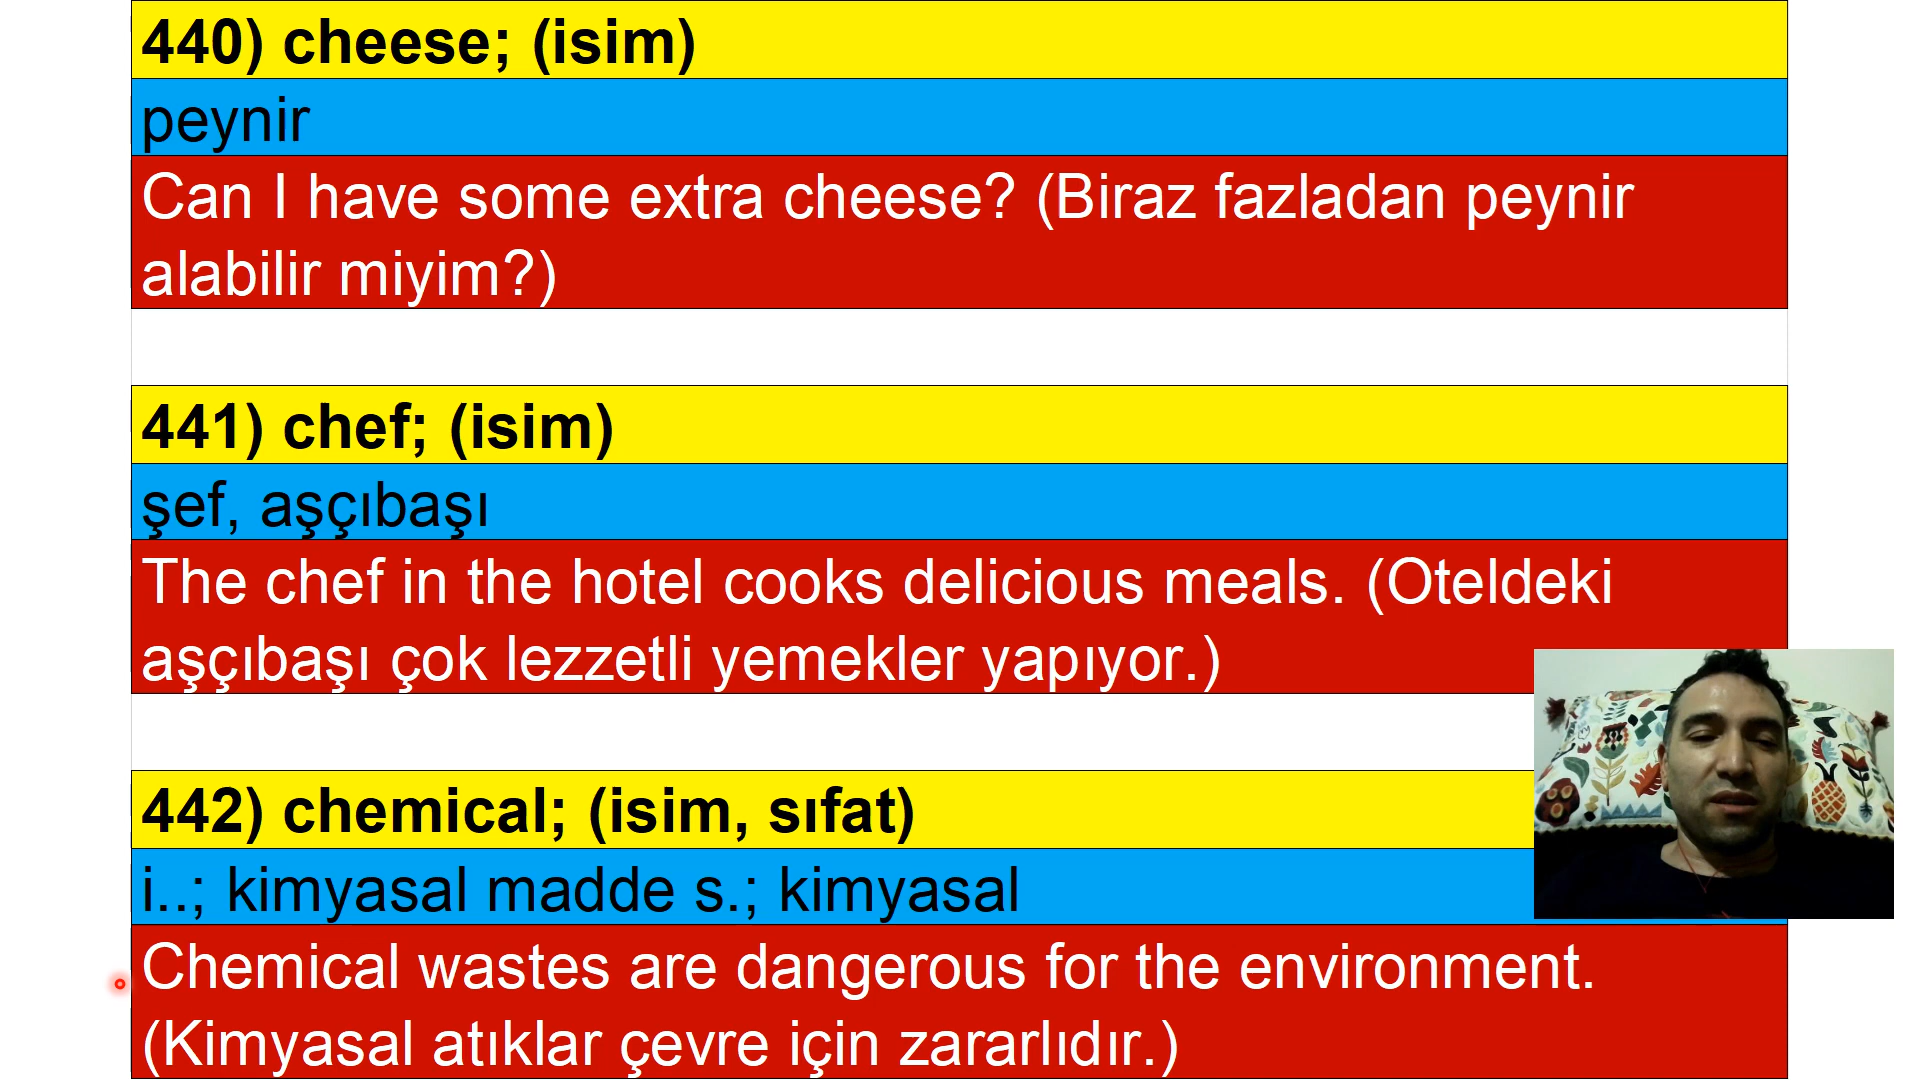 440) cheese; (isim)
peynir
Can I have some extra cheese? (Biraz fazladan peynir
alabilir miyim?)
441) chef; (isim)
şef, aşçıbaşı
The chef in the hotel cooks delicious meals. (Oteldeki
aşçıbaşı çok lezzetli yemekler yapıyor.)
442) chemical; (isim, sıfat)
i..; kimyasal madde s.; kimyasal
Chemical wastes are dangerous for the environment.
(Kimyasal atıklar çevre için zararlıdır.)